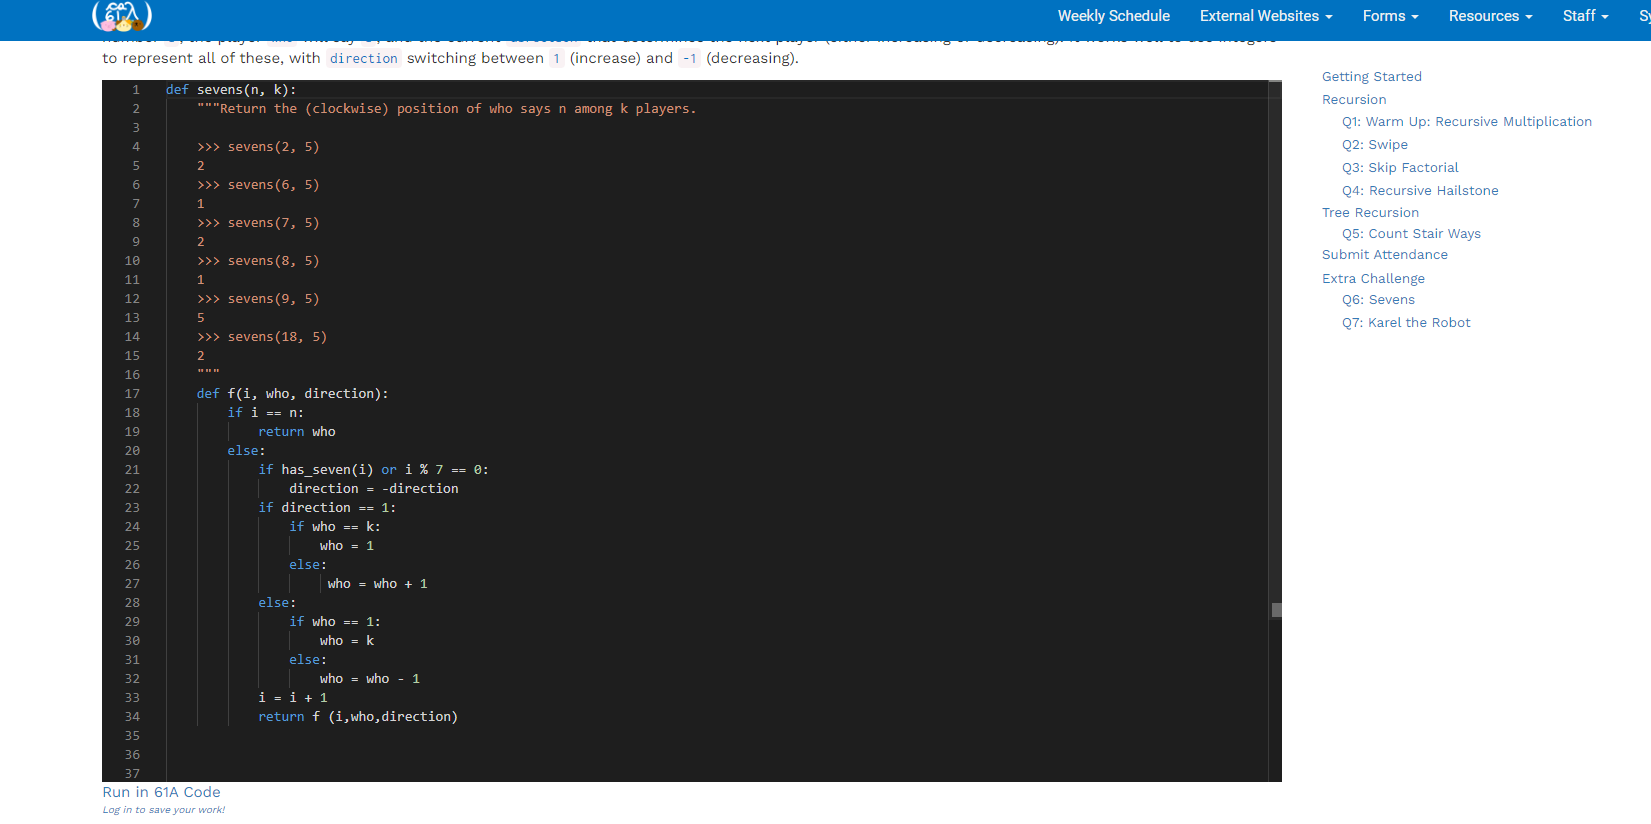 61A
Weekly Schedule External Websites Forms Resources Staff
to represent all of these, with direction switching between 1 (increase) and -1 (decreasing).
1 def sevens(n, k):
2 """Return the (clockwise) position of who says n among k players.
3
4 >>> sevens(2, 5)
5 2
6 >>> sevens(6, 5)
7 1
8 >>> sevens(7, 5)
9 2
10 >>> sevens(8, 5)
11 1
12 >>> sevens(9, 5)
13 5
14 >>> sevens(18, 5)
15 2
16 """
17 def f(i, who, direction):
18 if i == n:
19 return who
20 else:
21 if has_seven(i) or i % 7 == 0:
22 direction = -direction
23 if direction == 1:
24 if who == k:
25 who = 1
26 else:
27 who = who + 1
28 else:
29 if who == 1:
30 who = k
31 else:
32 who = who - 1
33 i = i + 1
34 return f (i,who,direction)
35
36
37
Run in 61A Code
Log in to save your work!
Getting Started
Recursion
Q1: Warm Up: Recursive Multiplication
Q2: Swipe
Q3: Skip Factorial
Q4: Recursive Hailstone
Tree Recursion
Q5: Count Stair Ways
Submit Attendance
Extra Challenge
Q6: Sevens
Q7: Karel the Robot